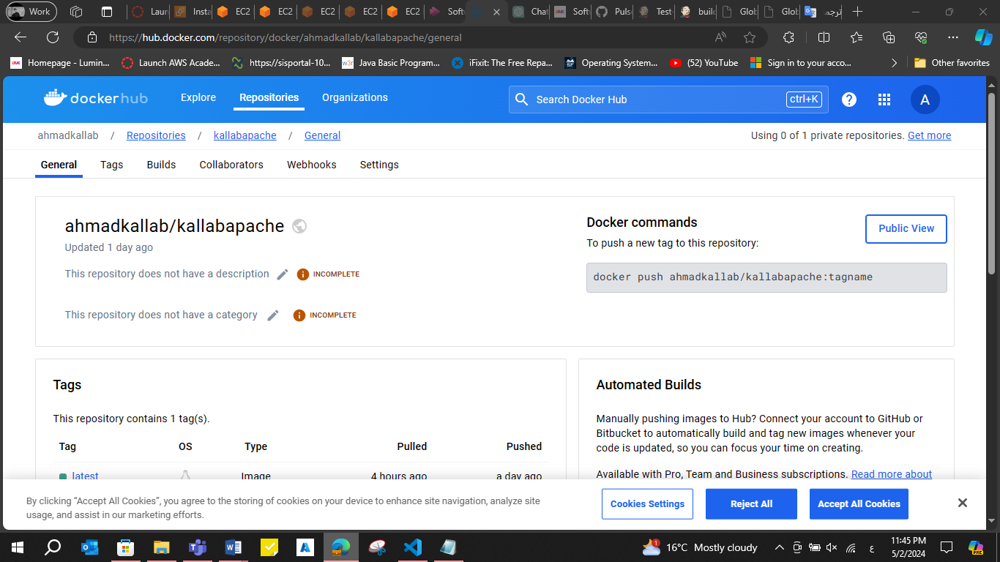 Work
Laun
Insta
EC2
EC2
EC2
EC2
EC2
Soft
Chat
Soft
Puls
Test-
build
Glob
Glob
ترجمة
https://hub.docker.com/repository/docker/ahmadkallab/kallabapache/general
Homepage - Lumin...
Launch AWS Acade...
https://sisportal-10...
w3r
Java Basic Program...
iFixit: The Free Repa...
Operating System...
(52) YouTube
Sign in to your acco...
Other favorites
dockerhub
Explore
Repositories
Organizations
Search Docker Hub
ctrl+K
?
A
ahmadkallab / Repositories / kallabapache / General
Using 0 of 1 private repositories. Get more
General
Tags
Builds
Collaborators
Webhooks
Settings
ahmadkallab/kallabapache
Updated 1 day ago
This repository does not have a description
INCOMPLETE
This repository does not have a category
INCOMPLETE
Docker commands
Public View
To push a new tag to this repository:
docker push ahmadkallab/kallabapache:tagname
Tags
This repository contains 1 tag(s).
Tag OS Type Pulled Pushed
latest Image 4 hours ago a day ago
Automated Builds
Manually pushing images to Hub? Connect your account to GitHub or
Bitbucket to automatically build and tag new images whenever your
code is updated, so you can focus your time on creating.
Available with Pro, Team and Business subscriptions. Read more about
By clicking “Accept All Cookies”, you agree to the storing of cookies on your device to enhance site navigation, analyze site
usage, and assist in our marketing efforts.
Cookies Settings
Reject All
Accept All Cookies
1
16°C Mostly cloudy
ع
11:45 PM
5/2/2024
PRE